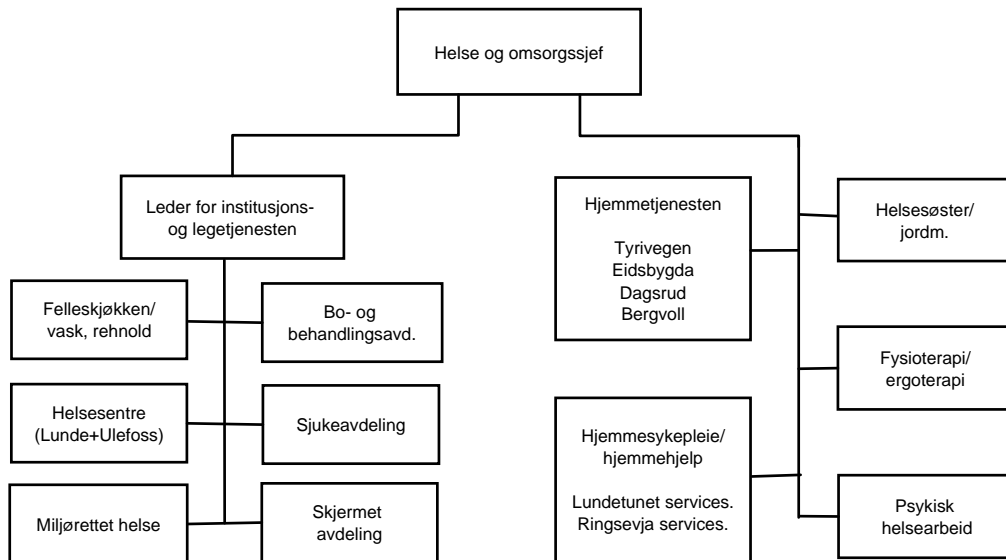 Helse og omsorgssjef
Leder for institusjons-
og legetjenesten
Felleskjøkken/
vask, rehnold
Bo- og
behandlingsavd.
Helsesentre
(Lunde+Ulefoss)
Sjukeavdeling
Miljørettet helse
Skjermet
avdeling
Hjemmetjenesten
Tyrivegen
Eidsbygda
Dagsrud
Bergvoll
Hjemmesykepleie/
hjemmehjelp
Lundetunet services.
Ringsevja services.
Helsesøster/
jordm.
Fysioterapi/
ergoterapi
Psykisk
helsearbeid